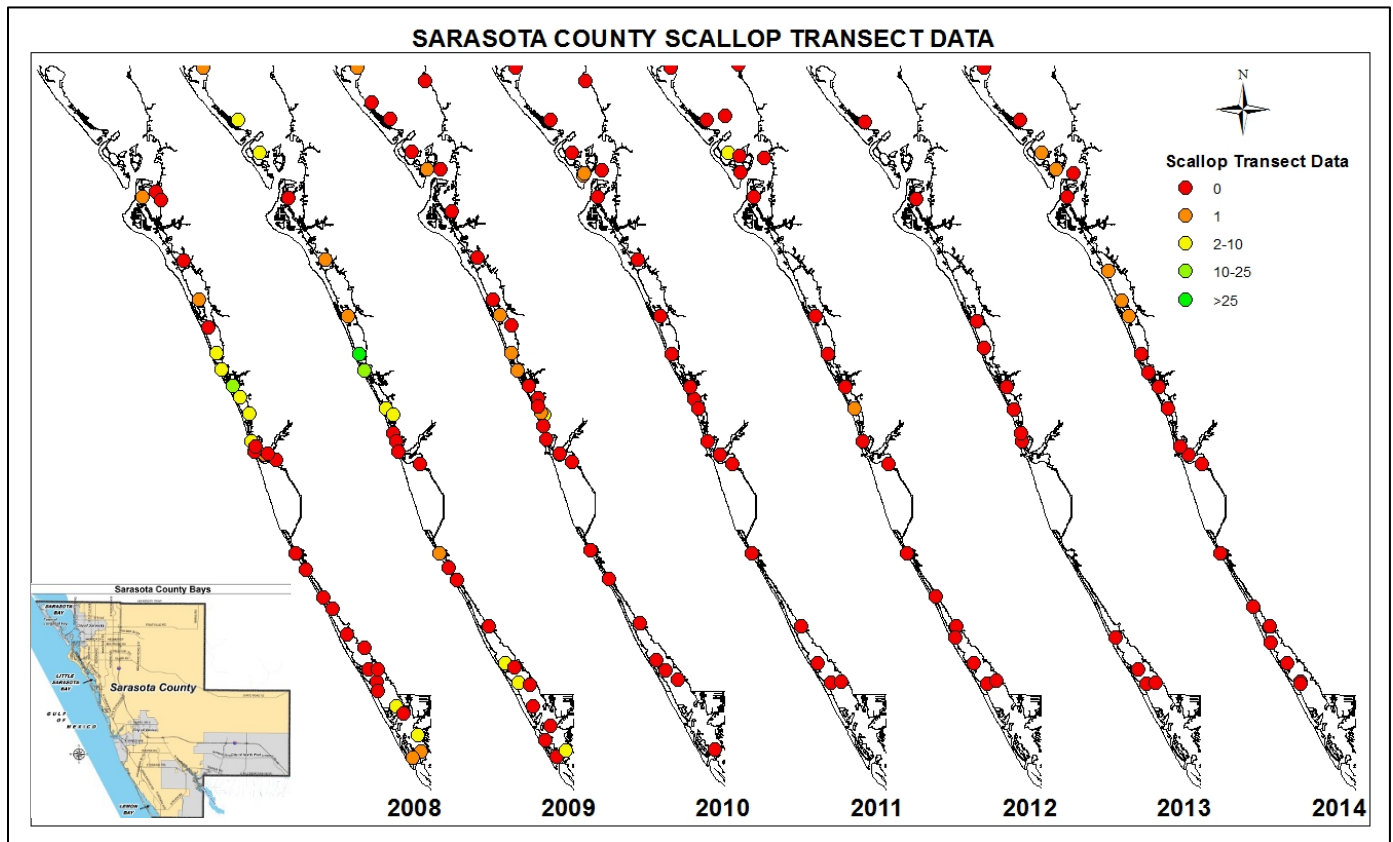 SARASOTA COUNTY SCALLOP TRANSECT DATA
N
Scallop Transect Data
0
1
2-10
10-25
>25
Sarasota County Bays
SARASOTA
BAY
LITTLE
SARASOTA
BAY
Sarasota County
GULF
OF
MEXICO
LEMON
BAY
2008
2009
2010
2011
2012
2013
2014